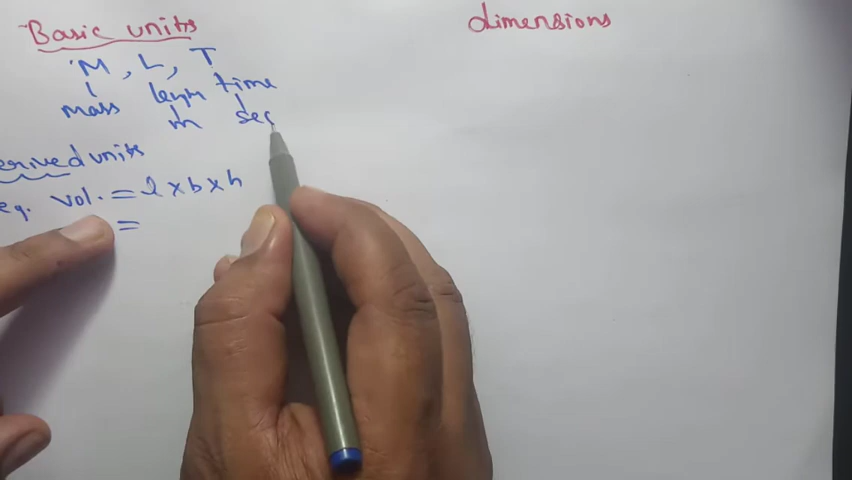 Basic units
dimensions
M, L, T
mass length time
m sec
erived units
eg. vol. = l x b x h
=